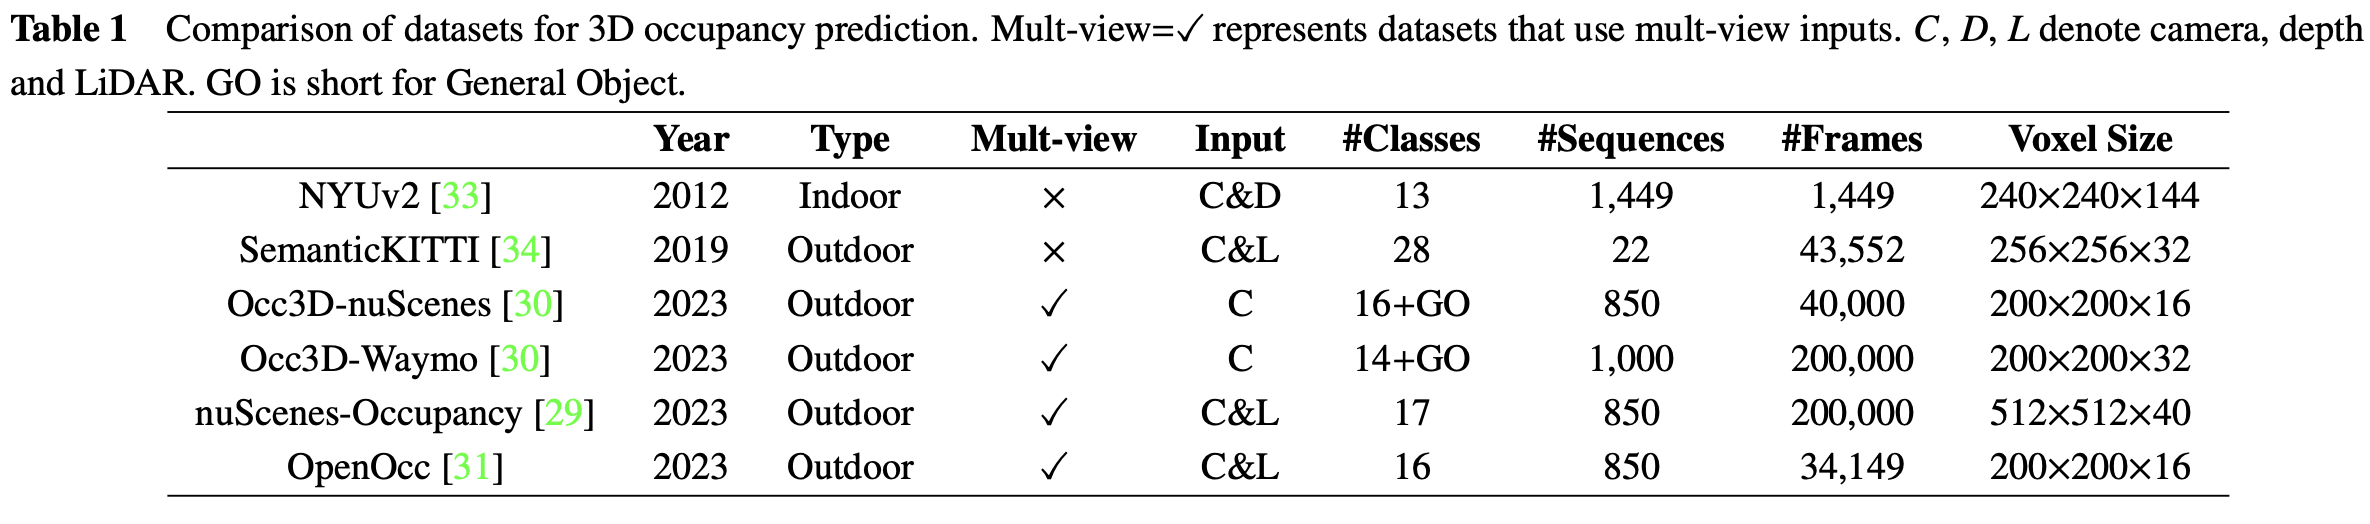 Table 1 Comparison of datasets for 3D occupancy prediction. Mult-view=✓ represents datasets that use mult-view inputs. C, D, L denote camera, depth
and LiDAR. GO is short for General Object.
Year Type Mult-view Input #Classes #Sequences #Frames Voxel Size
NYUv2 [33] 2012 Indoor × C&D 13 1,449 1,449 240×240×144
SemanticKITTI [34] 2019 Outdoor × C&L 28 22 43,552 256×256×32
Occ3D-nuScenes [30] 2023 Outdoor ✓ C 16+GO 850 40,000 200×200×16
Occ3D-Waymo [30] 2023 Outdoor ✓ C 14+GO 1,000 200,000 200×200×32
nuScenes-Occupancy [29] 2023 Outdoor ✓ C&L 17 850 200,000 512×512×40
OpenOcc [31] 2023 Outdoor ✓ C&L 16 850 34,149 200×200×16